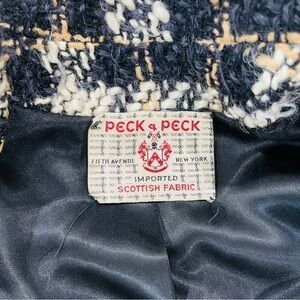 PECK & PECK
FIFTH AVENUE NEW YORK
IMPORTED
SCOTTISH FABRIC